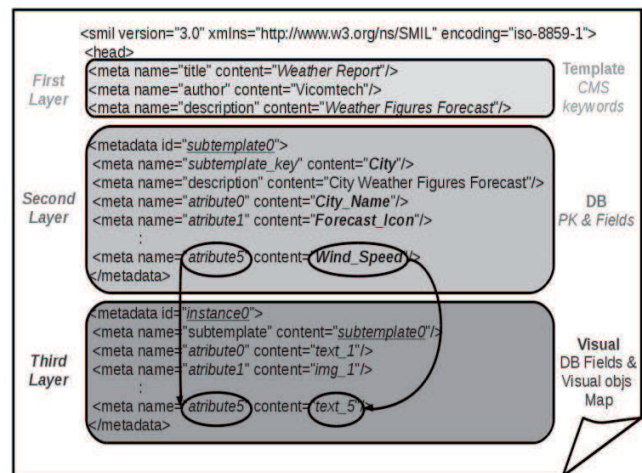 <smil version="3.0" xmlns="http://www.w3.org/ns/SMIL" encoding="iso-8859-1">
<head>
First Layer
<meta name="title" content="Weather Report"/>
<meta name="author" content="Vicomtech"/>
<meta name="description" content="Weather Figures Forecast"/>
Template
CMS
keywords
Second Layer
<metadata id="subtemplate0">
<meta name="subtemplate_key" content="City"/>
<meta name="description" content="City Weather Figures Forecast"/>
<meta name="atribute0" content="City_Name"/>
<meta name="atribute1" content="Forecast_Icon"/>
:
<meta name="atribute5" content="Wind_Speed"/>
</metadata>
DB
PK & Fields
Third Layer
<metadata id="instance0">
<meta name="subtemplate" content="subtemplate0"/>
<meta name="atribute0" content="text_1"/>
<meta name="atribute1" content="img_1"/>
:
<meta name="atribute5" content="text_5"/>
</metadata>
Visual
DB Fields &
Visual objs
Map